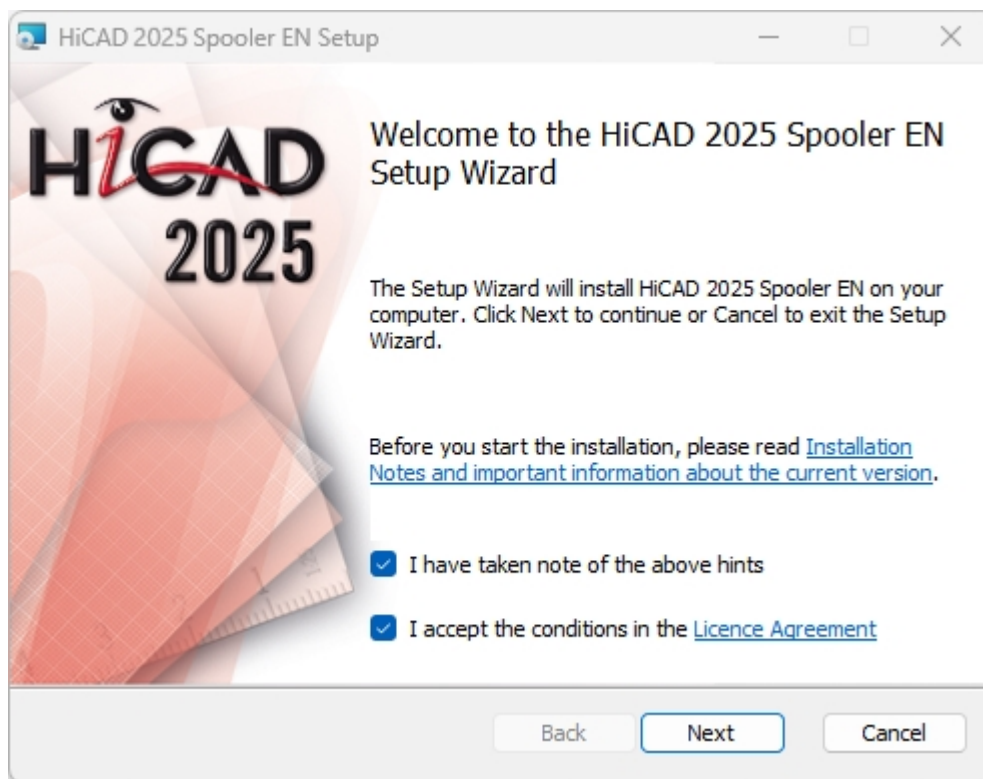 HiCAD 2025 Spooler EN Setup
HiCAD
2025
Welcome to the HiCAD 2025 Spooler EN
Setup Wizard
The Setup Wizard will install HiCAD 2025 Spooler EN on your
computer. Click Next to continue or Cancel to exit the Setup
Wizard.
Before you start the installation, please read Installation
Notes and important information about the current version.
I have taken note of the above hints
I accept the conditions in the Licence Agreement
Back
Next
Cancel